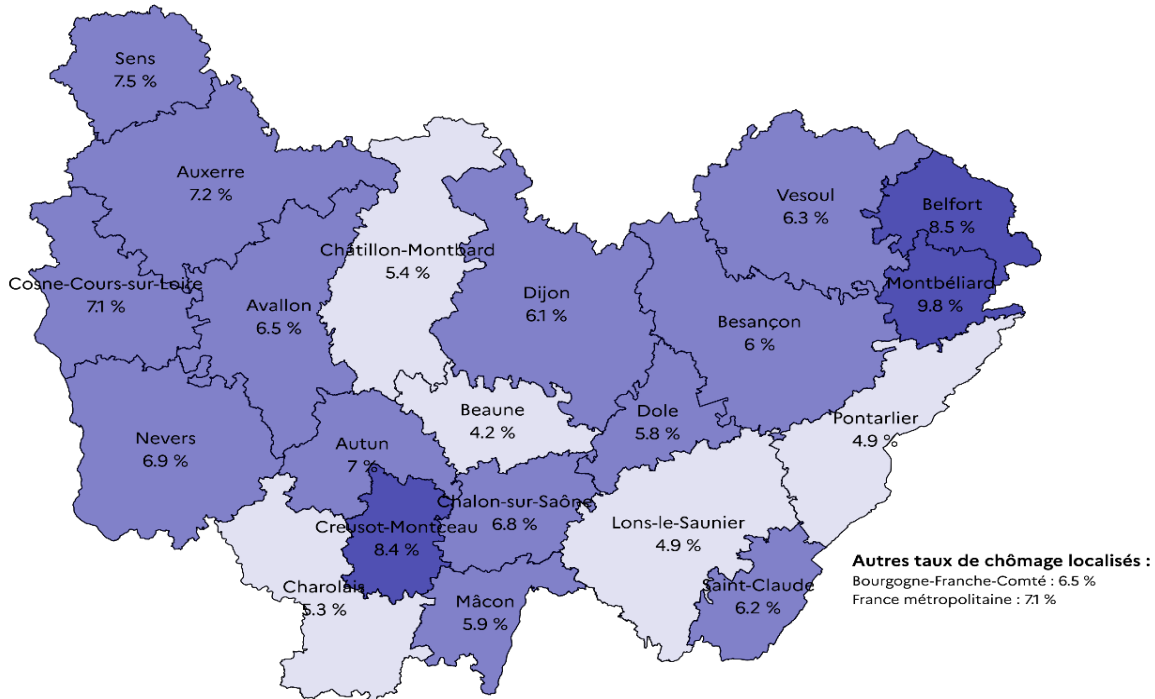 Sens
7.5 %
Auxerre
7.2 %
Vesoul
6.3 %
Belfort
8.5 %
Châtillon-Montbard
5.4 %
Cosne-Cours-sur-Loire
7.1 %
Avallon
6.5 %
Dijon
6.1 %
Besançon
6 %
Montbéliard
9.8 %
Beaune
4.2 %
Dole
5.8 %
Pontarlier
4.9 %
Nevers
6.9 %
Autun
7 %
Chalon-sur-Saône
6.8 %
Creusot-Montceau
8.4 %
Lons-le-Saunier
4.9 %
Charolais
5.3 %
Mâcon
5.9 %
Saint-Claude
6.2 %
Autres taux de chômage localisés :
Bourgogne-Franche-Comté : 6.5 %
France métropolitaine : 7.1 %